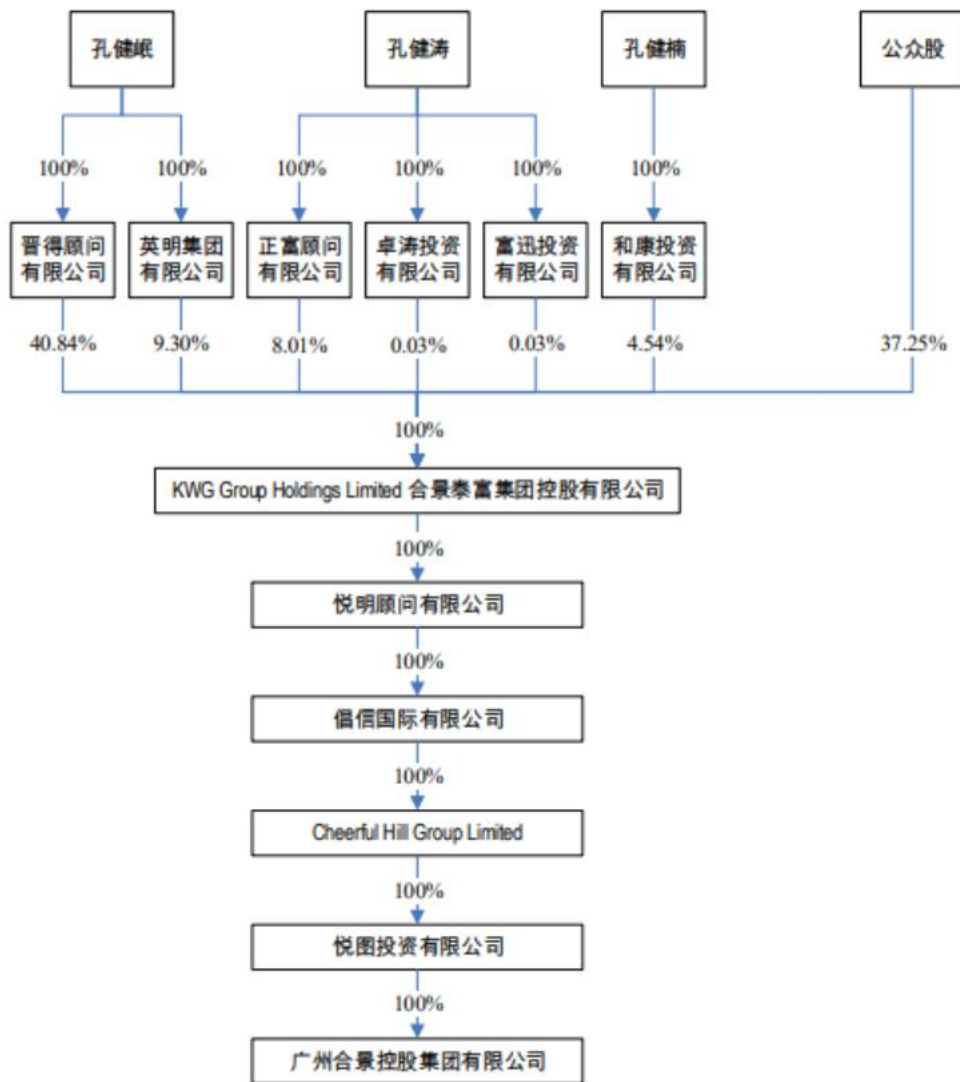 孔健岷
孔健涛
孔健楠
公众股
100%
100%
100%
100%
100%
100%
晋得顾问
有限公司
英明集团
有限公司
正富顾问
有限公司
卓涛投资
有限公司
富迅投资
有限公司
和康投资
有限公司
40.84%
9.30%
8.01%
0.03%
0.03%
4.54%
37.25%
100%
KWG Group Holdings Limited 合景泰富集团控股有限公司
100%
悦明顾问有限公司
100%
倡信国际有限公司
100%
Cheerful Hill Group Limited
100%
悦图投资有限公司
100%
广州合景控股集团有限公司